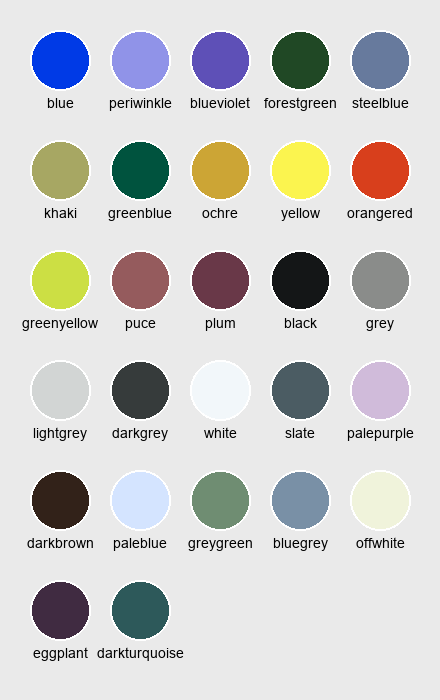 blue periwinkle blueviolet forestgreen steelblue
khaki greenblue ochre yellow orangered
greenyellow puce plum black grey
lightgrey darkgrey white slate palepurple
darkbrown paleblue greygreen bluegrey offwhite
eggplant darkturquoise